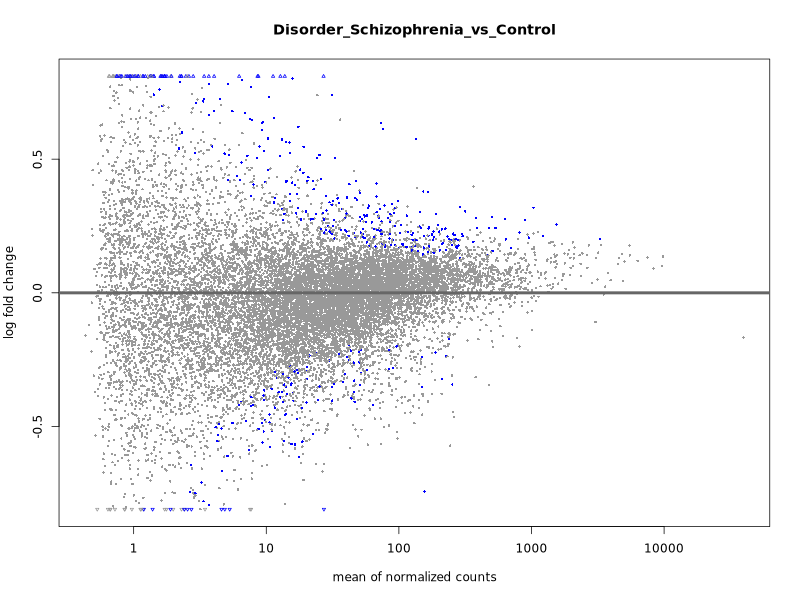 Disorder_Schizophrenia_vs_Control
log fold change
0.5
0.0
-0.5
1
10
100
1000
10000
mean of normalized counts